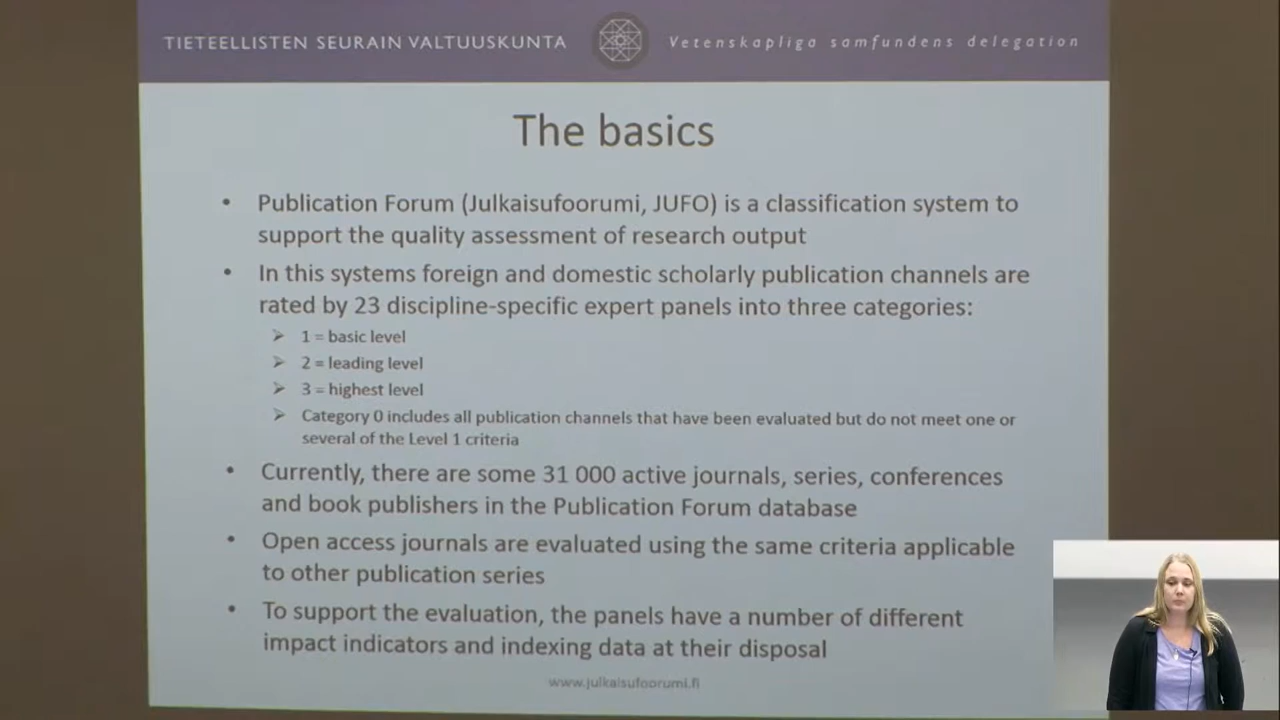 TIETEELLISTEN SEURAIN VALTUUSKUNTA
Vetenskapliga samfundens delegation
The basics
• Publication Forum (Julkaisufoorumi, JUFO) is a classification system to
support the quality assessment of research output
• In this systems foreign and domestic scholarly publication channels are
rated by 23 discipline-specific expert panels into three categories:
➢ 1 = basic level
➢ 2 = leading level
➢ 3 = highest level
➢ Category 0 includes all publication channels that have been evaluated but do not meet one or
several of the Level 1 criteria
• Currently, there are some 31 000 active journals, series, conferences
and book publishers in the Publication Forum database
• Open access journals are evaluated using the same criteria applicable
to other publication series
• To support the evaluation, the panels have a number of different
impact indicators and indexing data at their disposal
www.julkaisufoorumi.fi